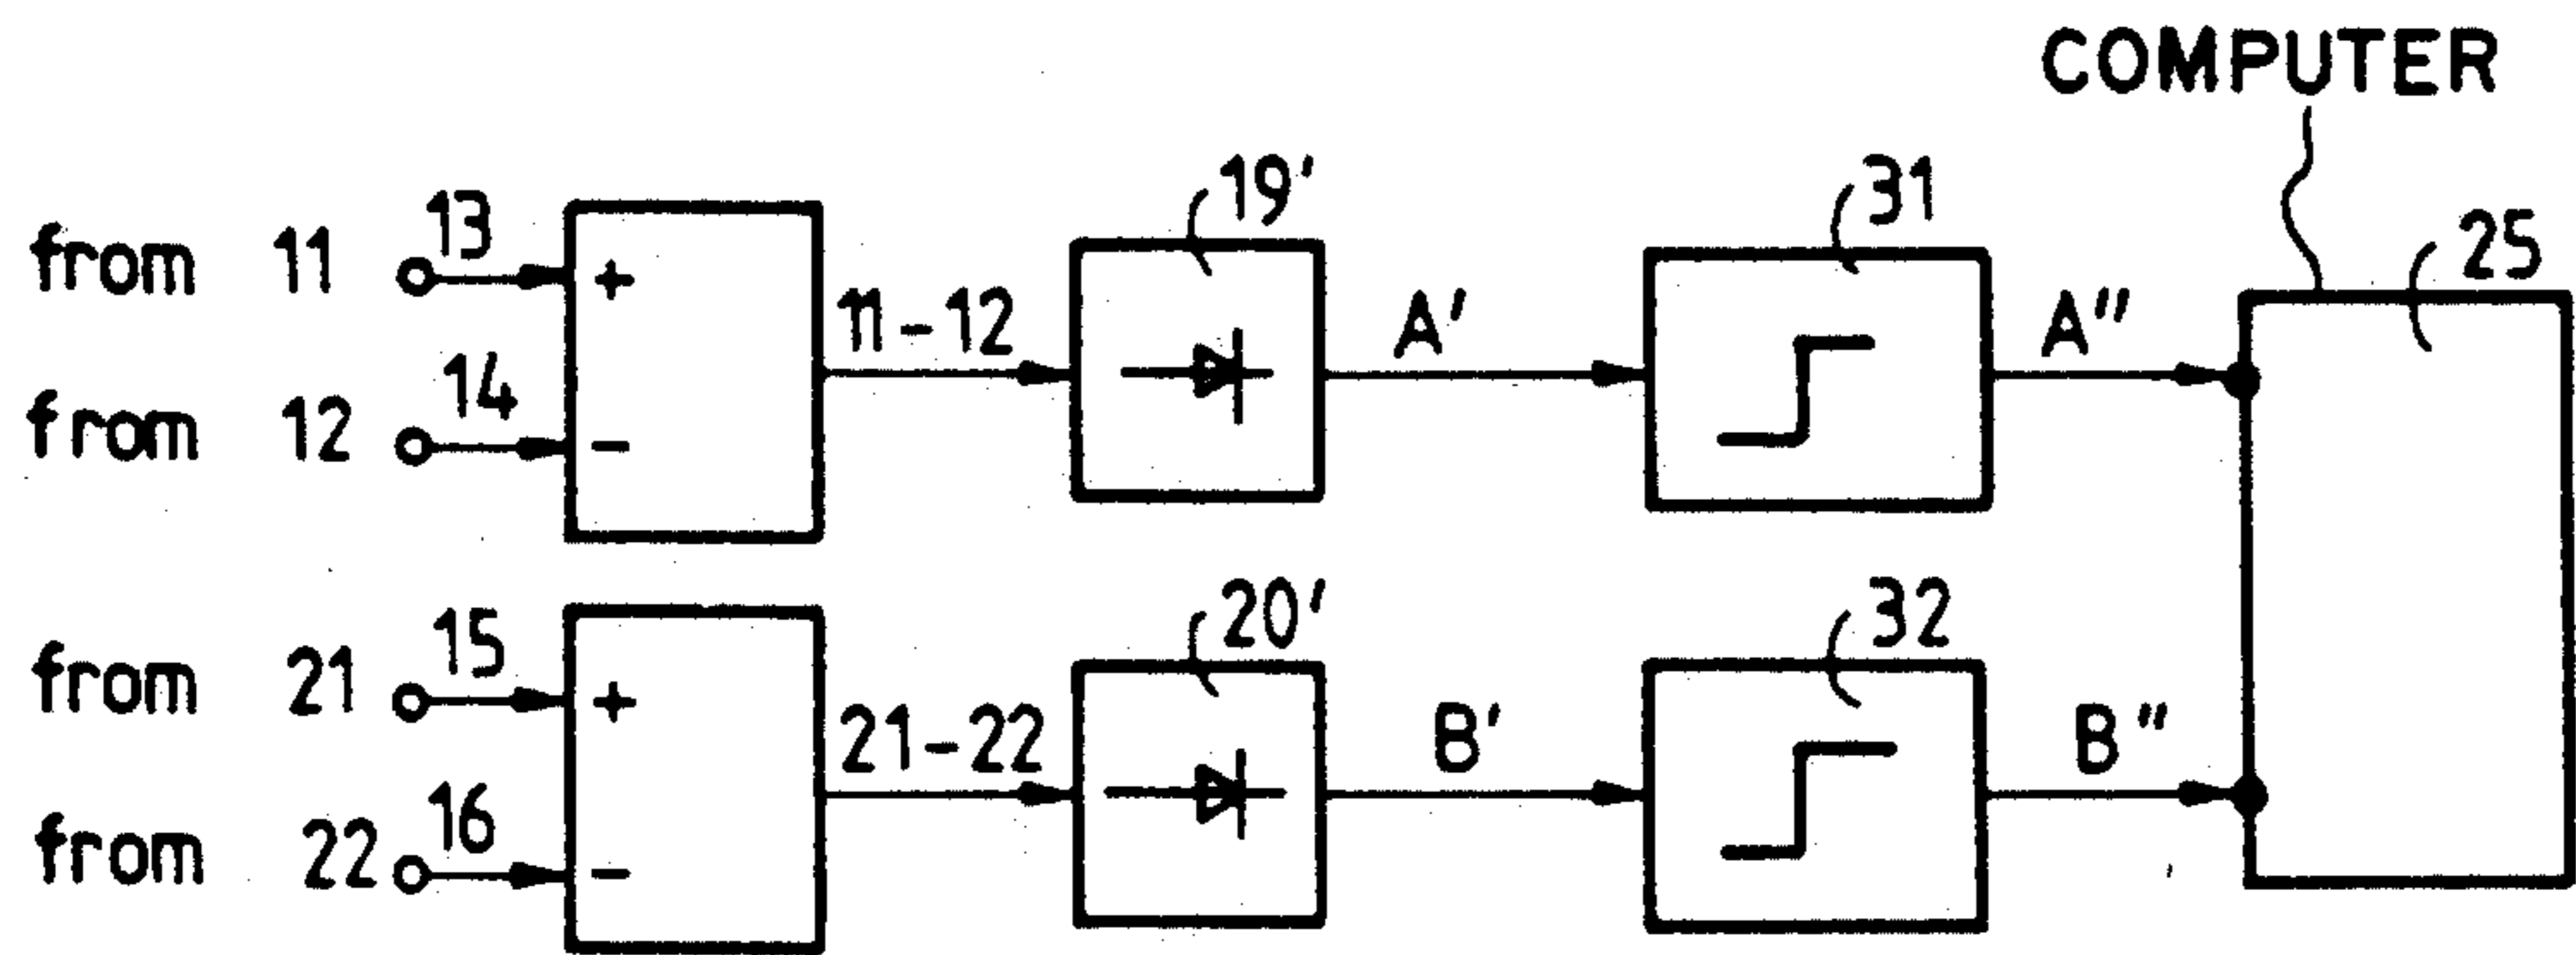 COMPUTER
from 11 13 + 11-12 19' A' 31 A" 25
from 12 14 -
from 21 15 + 21-22 20' B' 32 B"
from 22 16 -